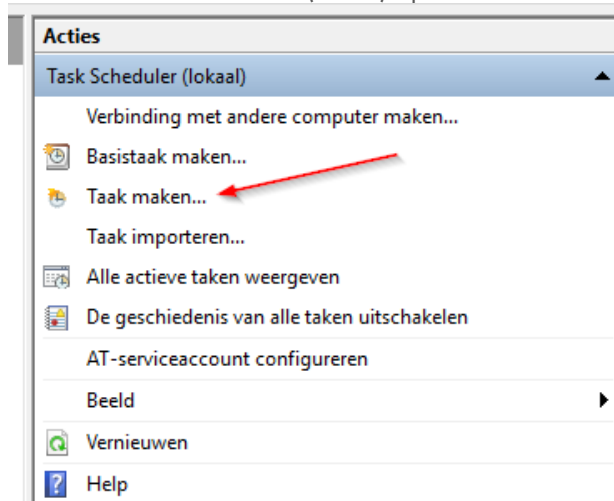 Acties
Task Scheduler (lokaal)
Verbinding met andere computer maken...
Basistaak maken...
Taak maken...
Taak importeren...
Alle actieve taken weergeven
De geschiedenis van alle taken uitschakelen
AT-serviceaccount configureren
Beeld
Vernieuwen
Help